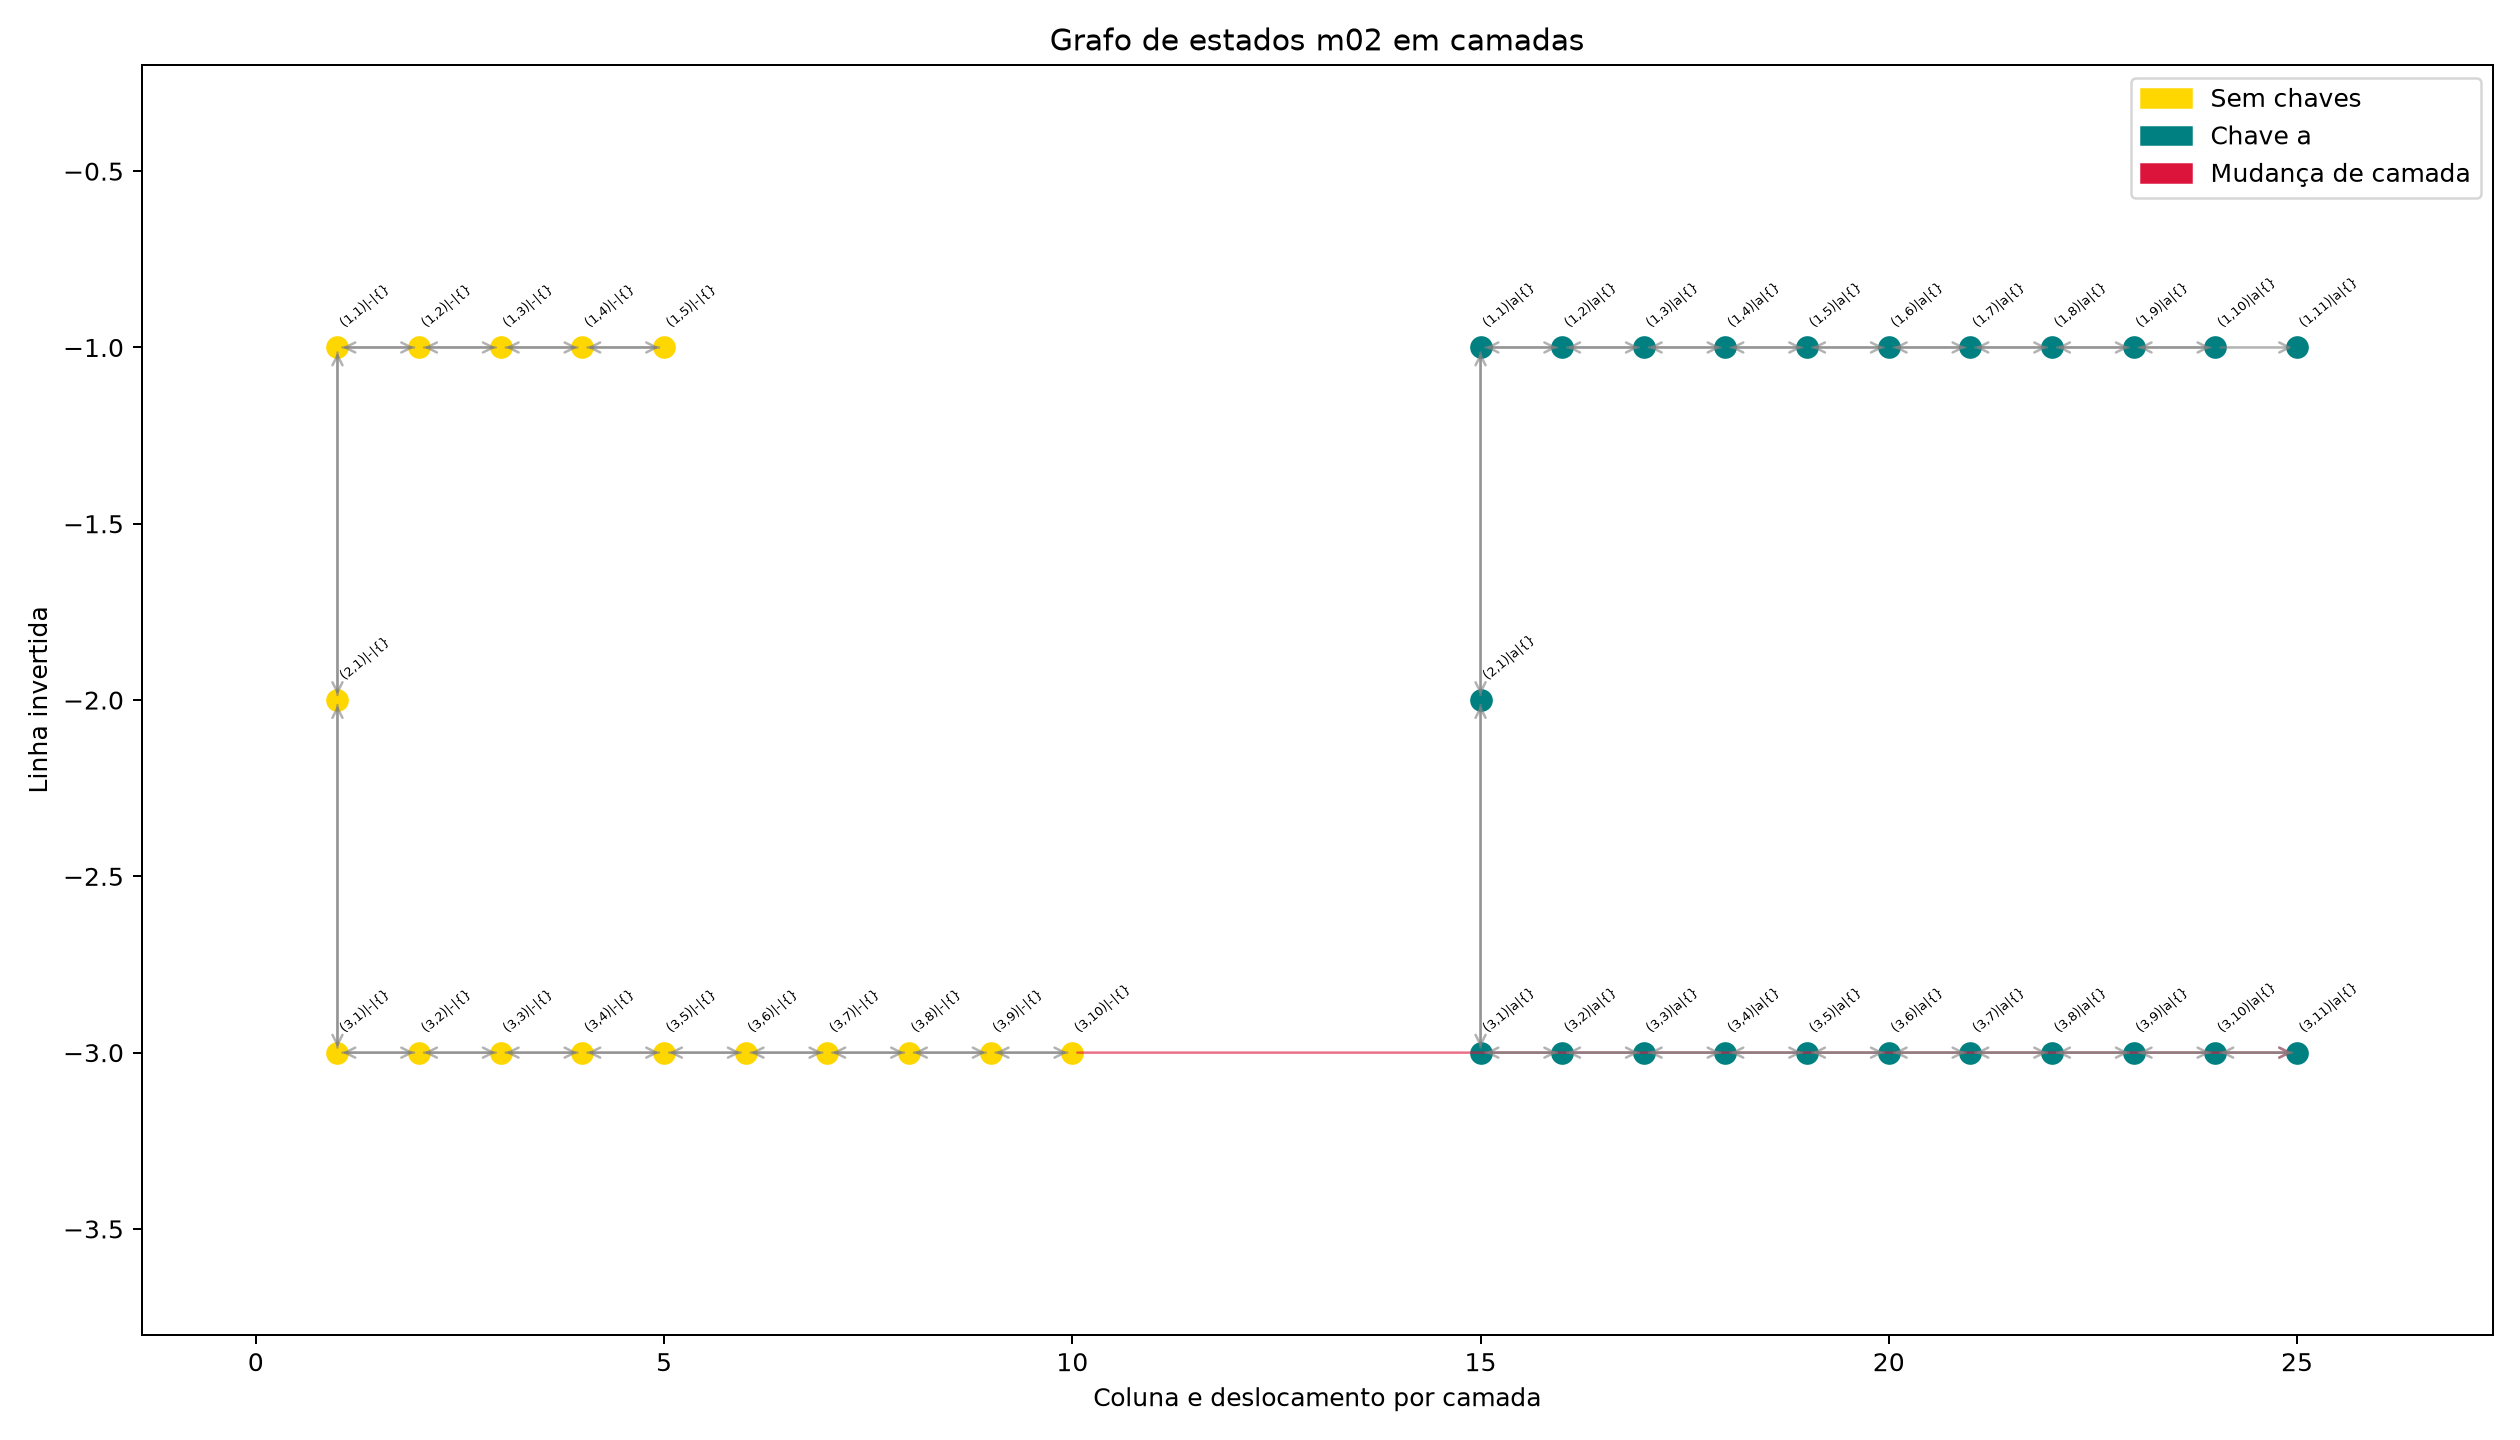 Grafo de estados m02 em camadas
Sem chaves
Chave a
Mudança de camada
−0.5
(1,1)|-|{} (1,2)|-|{} (1,3)|-|{} (1,4)|-|{} (1,5)|-|{} (1,1)|a|{} (1,2)|a|{} (1,3)|a|{} (1,4)|a|{} (1,5)|a|{} (1,6)|a|{} (1,7)|a|{} (1,8)|a|{} (1,9)|a|{} (1,10)|a|{} (1,11)|a|{}
−1.0
−1.5
(2,1)|-|{} (2,1)|a|{}
−2.0
Linha invertida
−2.5
(3,1)|-|{} (3,2)|-|{} (3,3)|-|{} (3,4)|-|{} (3,5)|-|{} (3,6)|-|{} (3,7)|-|{} (3,8)|-|{} (3,9)|-|{} (3,10)|-|{} (3,1)|a|{} (3,2)|a|{} (3,3)|a|{} (3,4)|a|{} (3,5)|a|{} (3,6)|a|{} (3,7)|a|{} (3,8)|a|{} (3,9)|a|{} (3,10)|a|{} (3,11)|a|{}
−3.0
−3.5
0 5 10 15 20 25
Coluna e deslocamento por camada